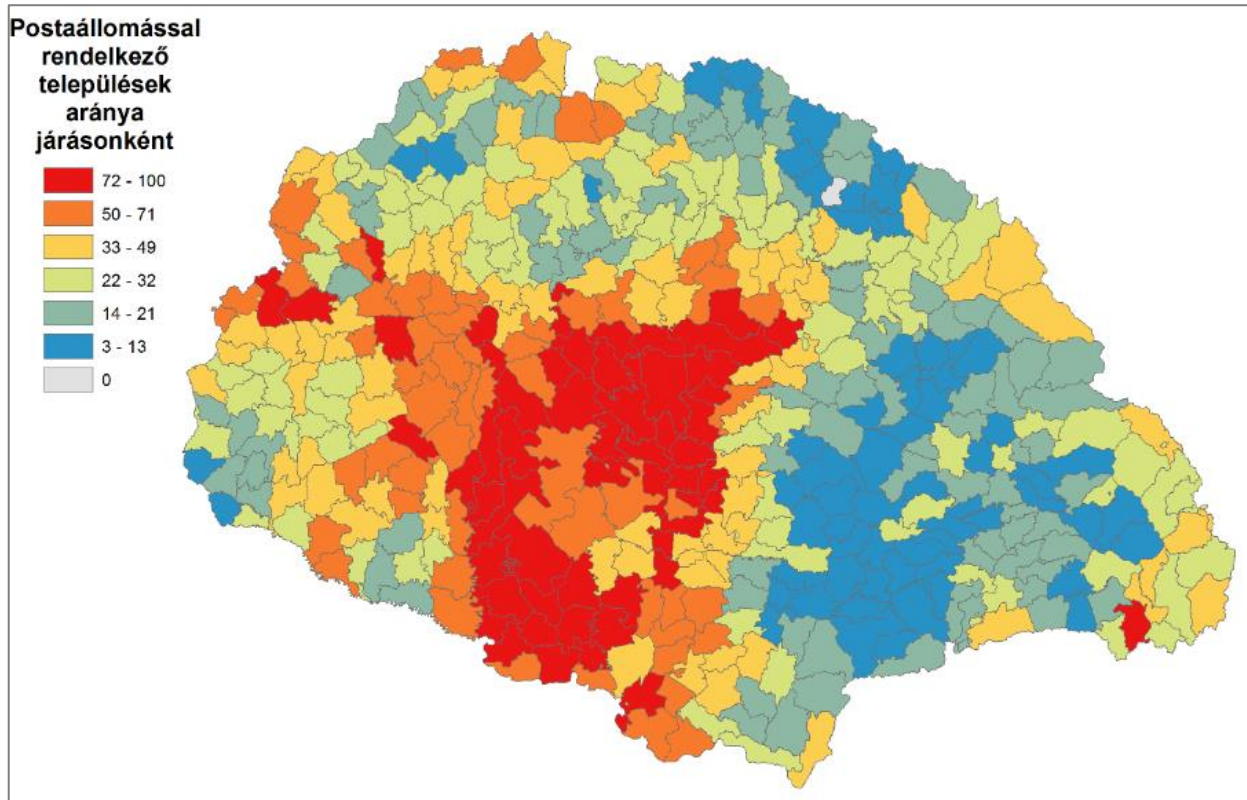 Postaállomással
rendelkező
települések
aránya
járásonként
72 - 100
50 - 71
33 - 49
22 - 32
14 - 21
3 - 13
0